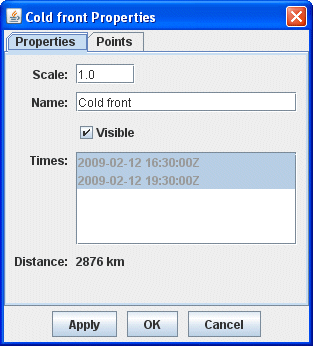 Cold front Properties
Properties Points
Scale: 1.0
Name: Cold front
Visible
Times: 2009-02-12 16:30:00Z
2009-02-12 19:30:00Z
Distance: 2876 km
Apply OK Cancel